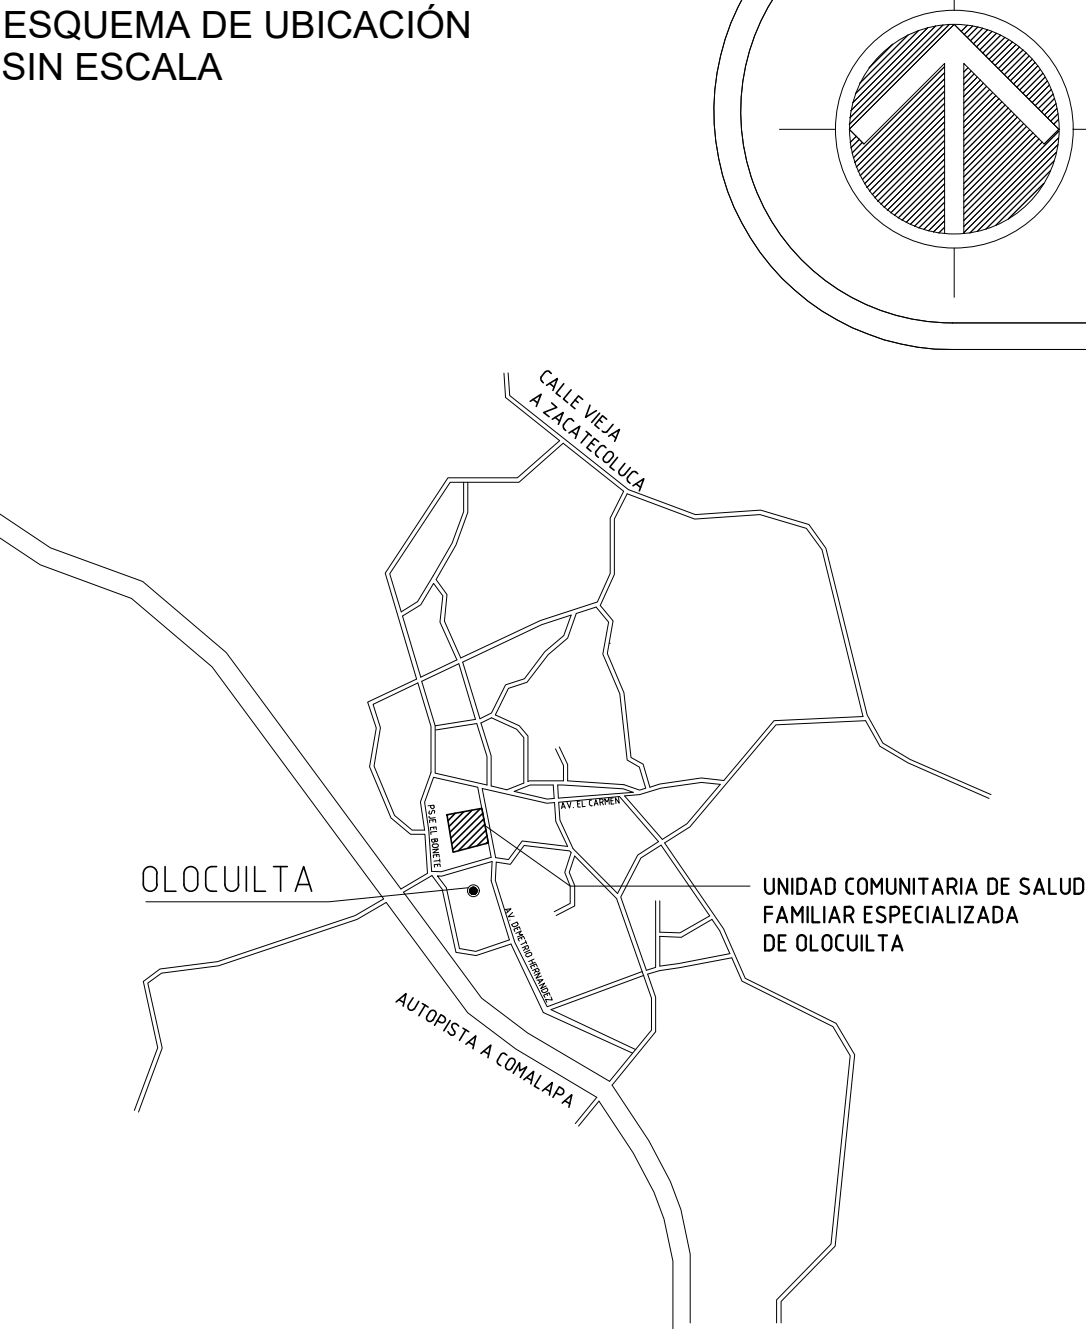 ESQUEMA DE UBICACIÓN
SIN ESCALA
CALLE VIEJA
A ZACATECOLUCA
AV. EL CARMEN
PSJE. EL BONETE
OLOCUILTA
UNIDAD COMUNITARIA DE SALUD
FAMILIAR ESPECIALIZADA
DE OLOCUILTA
AV. DEMETRIO HERNANDEZ
AUTOPISTA A COMALAPA